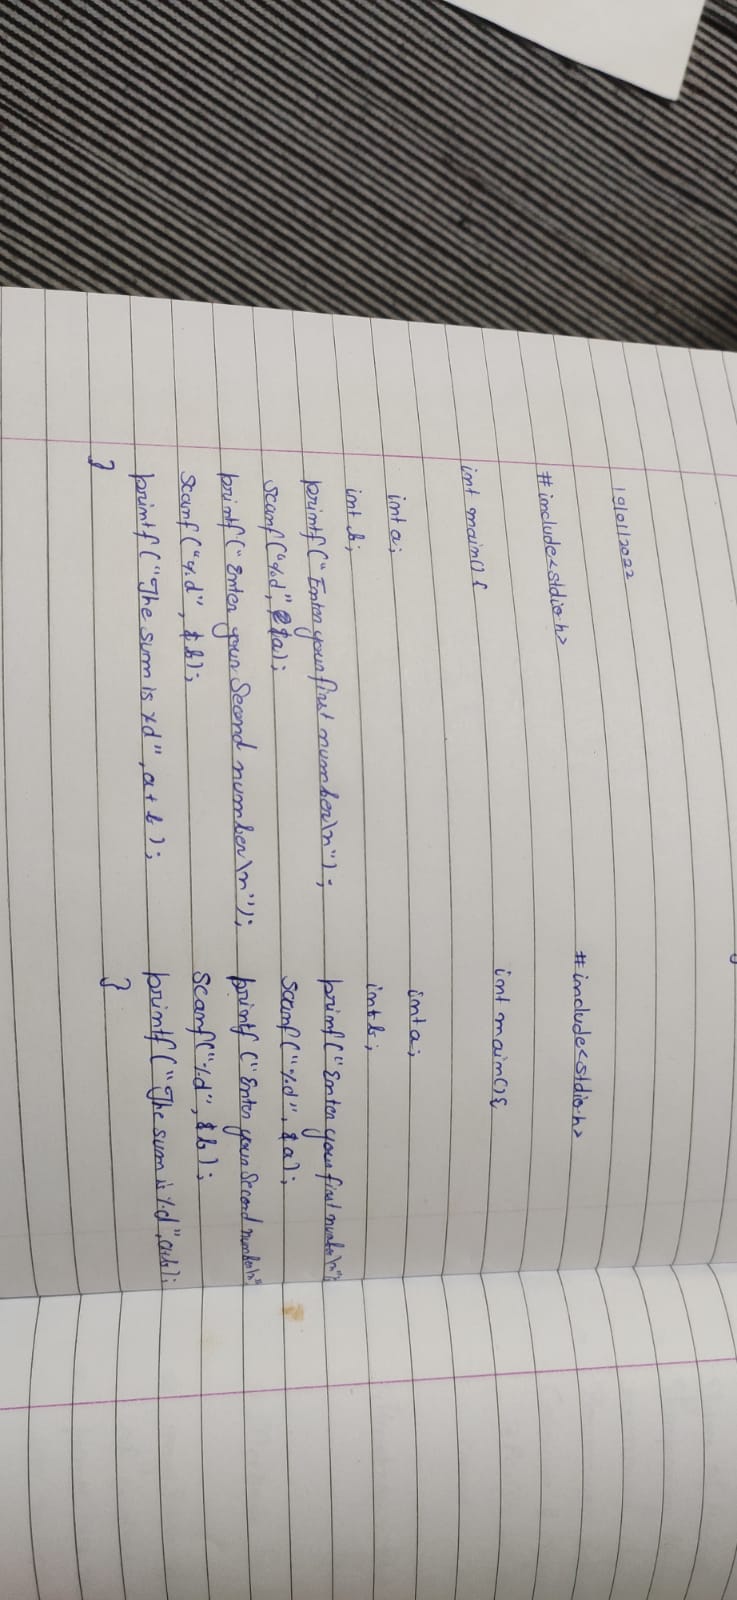 19/01/2022
#include<stdio.h>
int main(){
int a;
int b;
printf("Enter your first number\n");
scanf("%d", &a);
printf("Enter your Second number\n");
scanf("%d", &b);
printf("The sum is %d", a+b);
}
#include<stdio.h>
int main(){
int a;
int b;
printf("Enter your first number\n");
scanf("%d", &a);
printf("Enter your Second number\n"
scanf("%d", &b);
printf("The sum is %d", a+b);
}